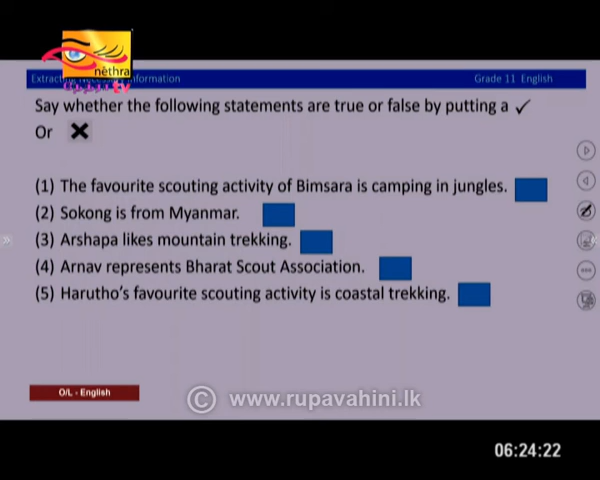 nethra
tv
Extracting Necessary Information
Grade 11 English
Say whether the following statements are true or false by putting a ✓
Or ✕
(1) The favourite scouting activity of Bimsara is camping in jungles.
(2) Sokong is from Myanmar.
(3) Arshapa likes mountain trekking.
(4) Arnav represents Bharat Scout Association.
(5) Harutho's favourite scouting activity is coastal trekking.
O/L - English
© www.rupavahini.lk
06:24:22